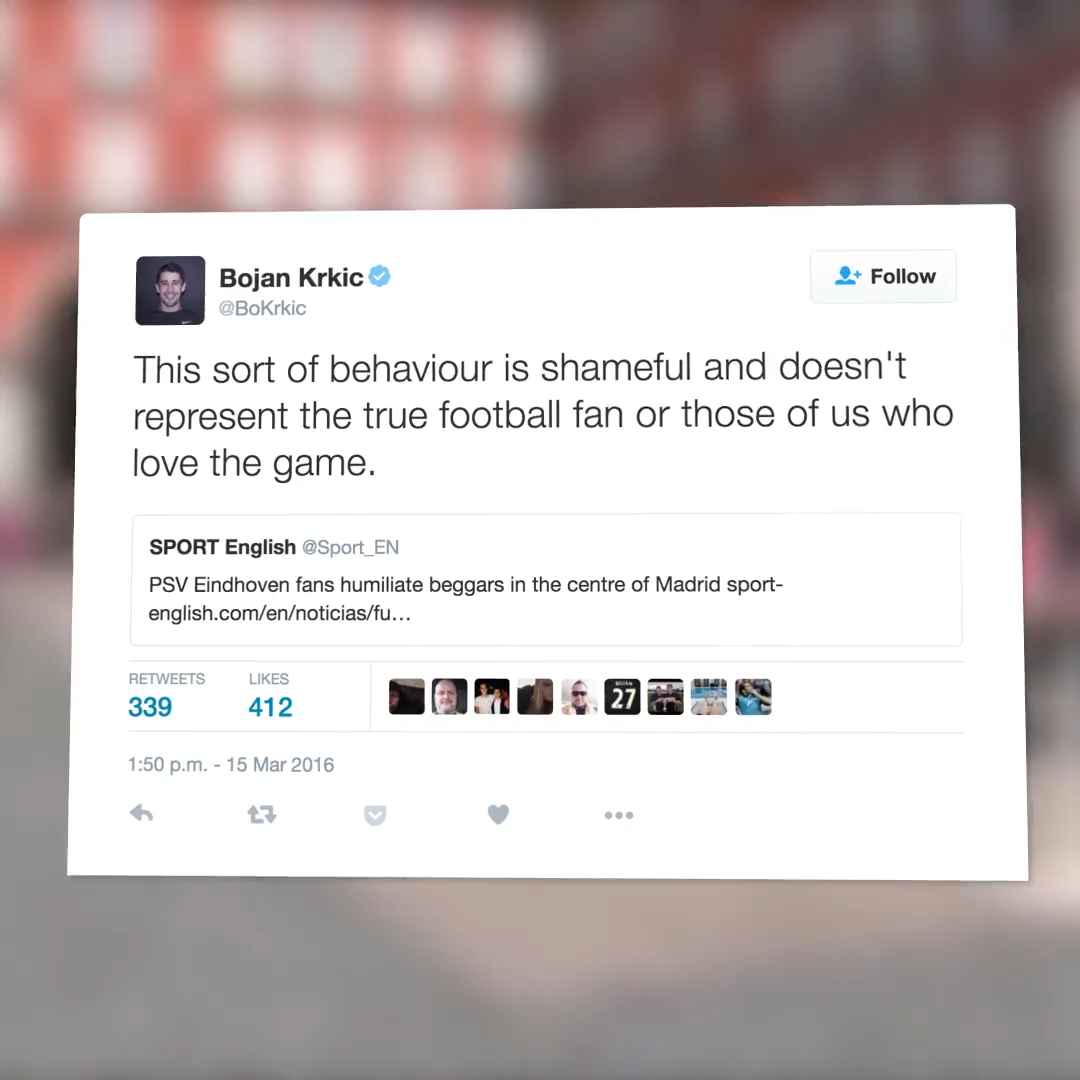 Bojan Krkic
@BoKrkic
Follow
This sort of behaviour is shameful and doesn't
represent the true football fan or those of us who
love the game.
SPORT English @Sport_EN
PSV Eindhoven fans humiliate beggars in the centre of Madrid sport-
english.com/en/noticias/fu…
RETWEETS LIKES
339 412
BOJAN
27
1:50 p.m. - 15 Mar 2016